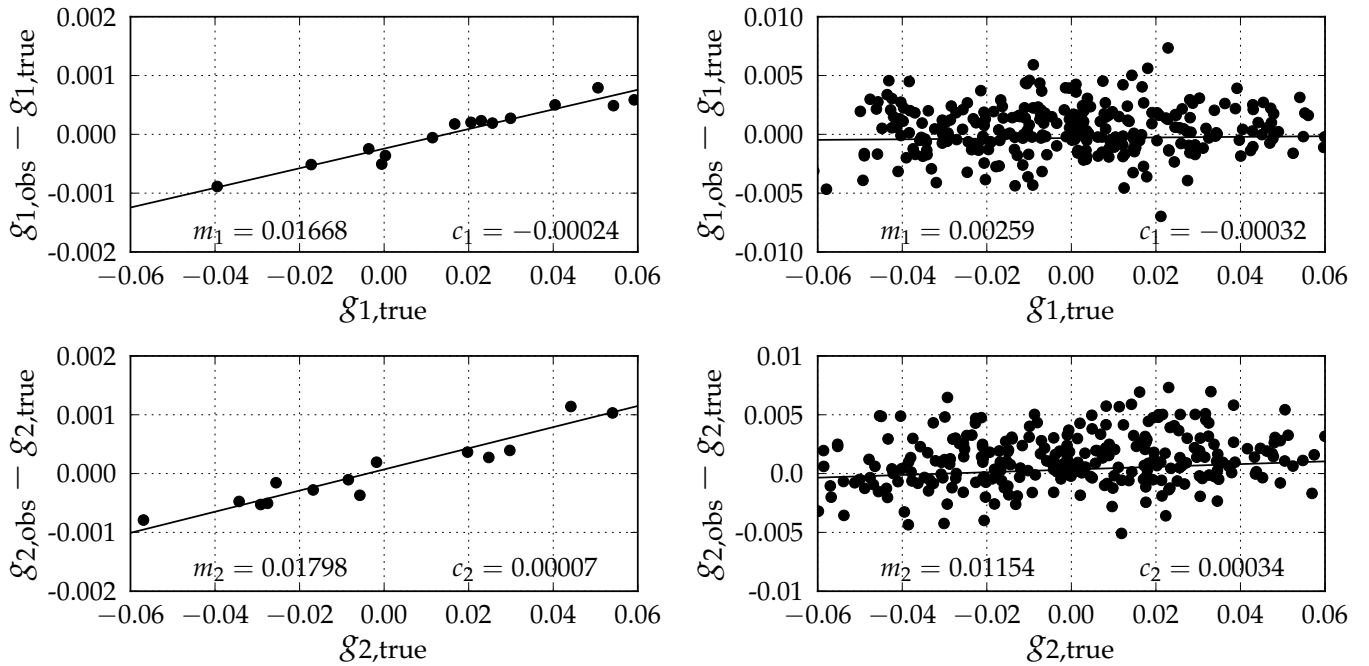 0.002
0.001
0.000
-0.001
-0.002
g1,obs − g1,true
m1 = 0.01668
c1 = −0.00024
−0.06 −0.04 −0.02 0.00 0.02 0.04 0.06
g1,true
0.010
0.005
0.000
-0.005
-0.010
g1,obs − g1,true
m1 = 0.00259
c1 = −0.00032
−0.06 −0.04 −0.02 0.00 0.02 0.04 0.06
g1,true
0.002
0.001
0.000
-0.001
-0.002
g2,obs − g2,true
m2 = 0.01798
c2 = 0.00007
−0.06 −0.04 −0.02 0.00 0.02 0.04 0.06
g2,true
0.01
0.005
0.0
-0.005
-0.01
g2,obs − g2,true
m2 = 0.01154
c2 = 0.00034
−0.06 −0.04 −0.02 0.00 0.02 0.04 0.06
g2,true